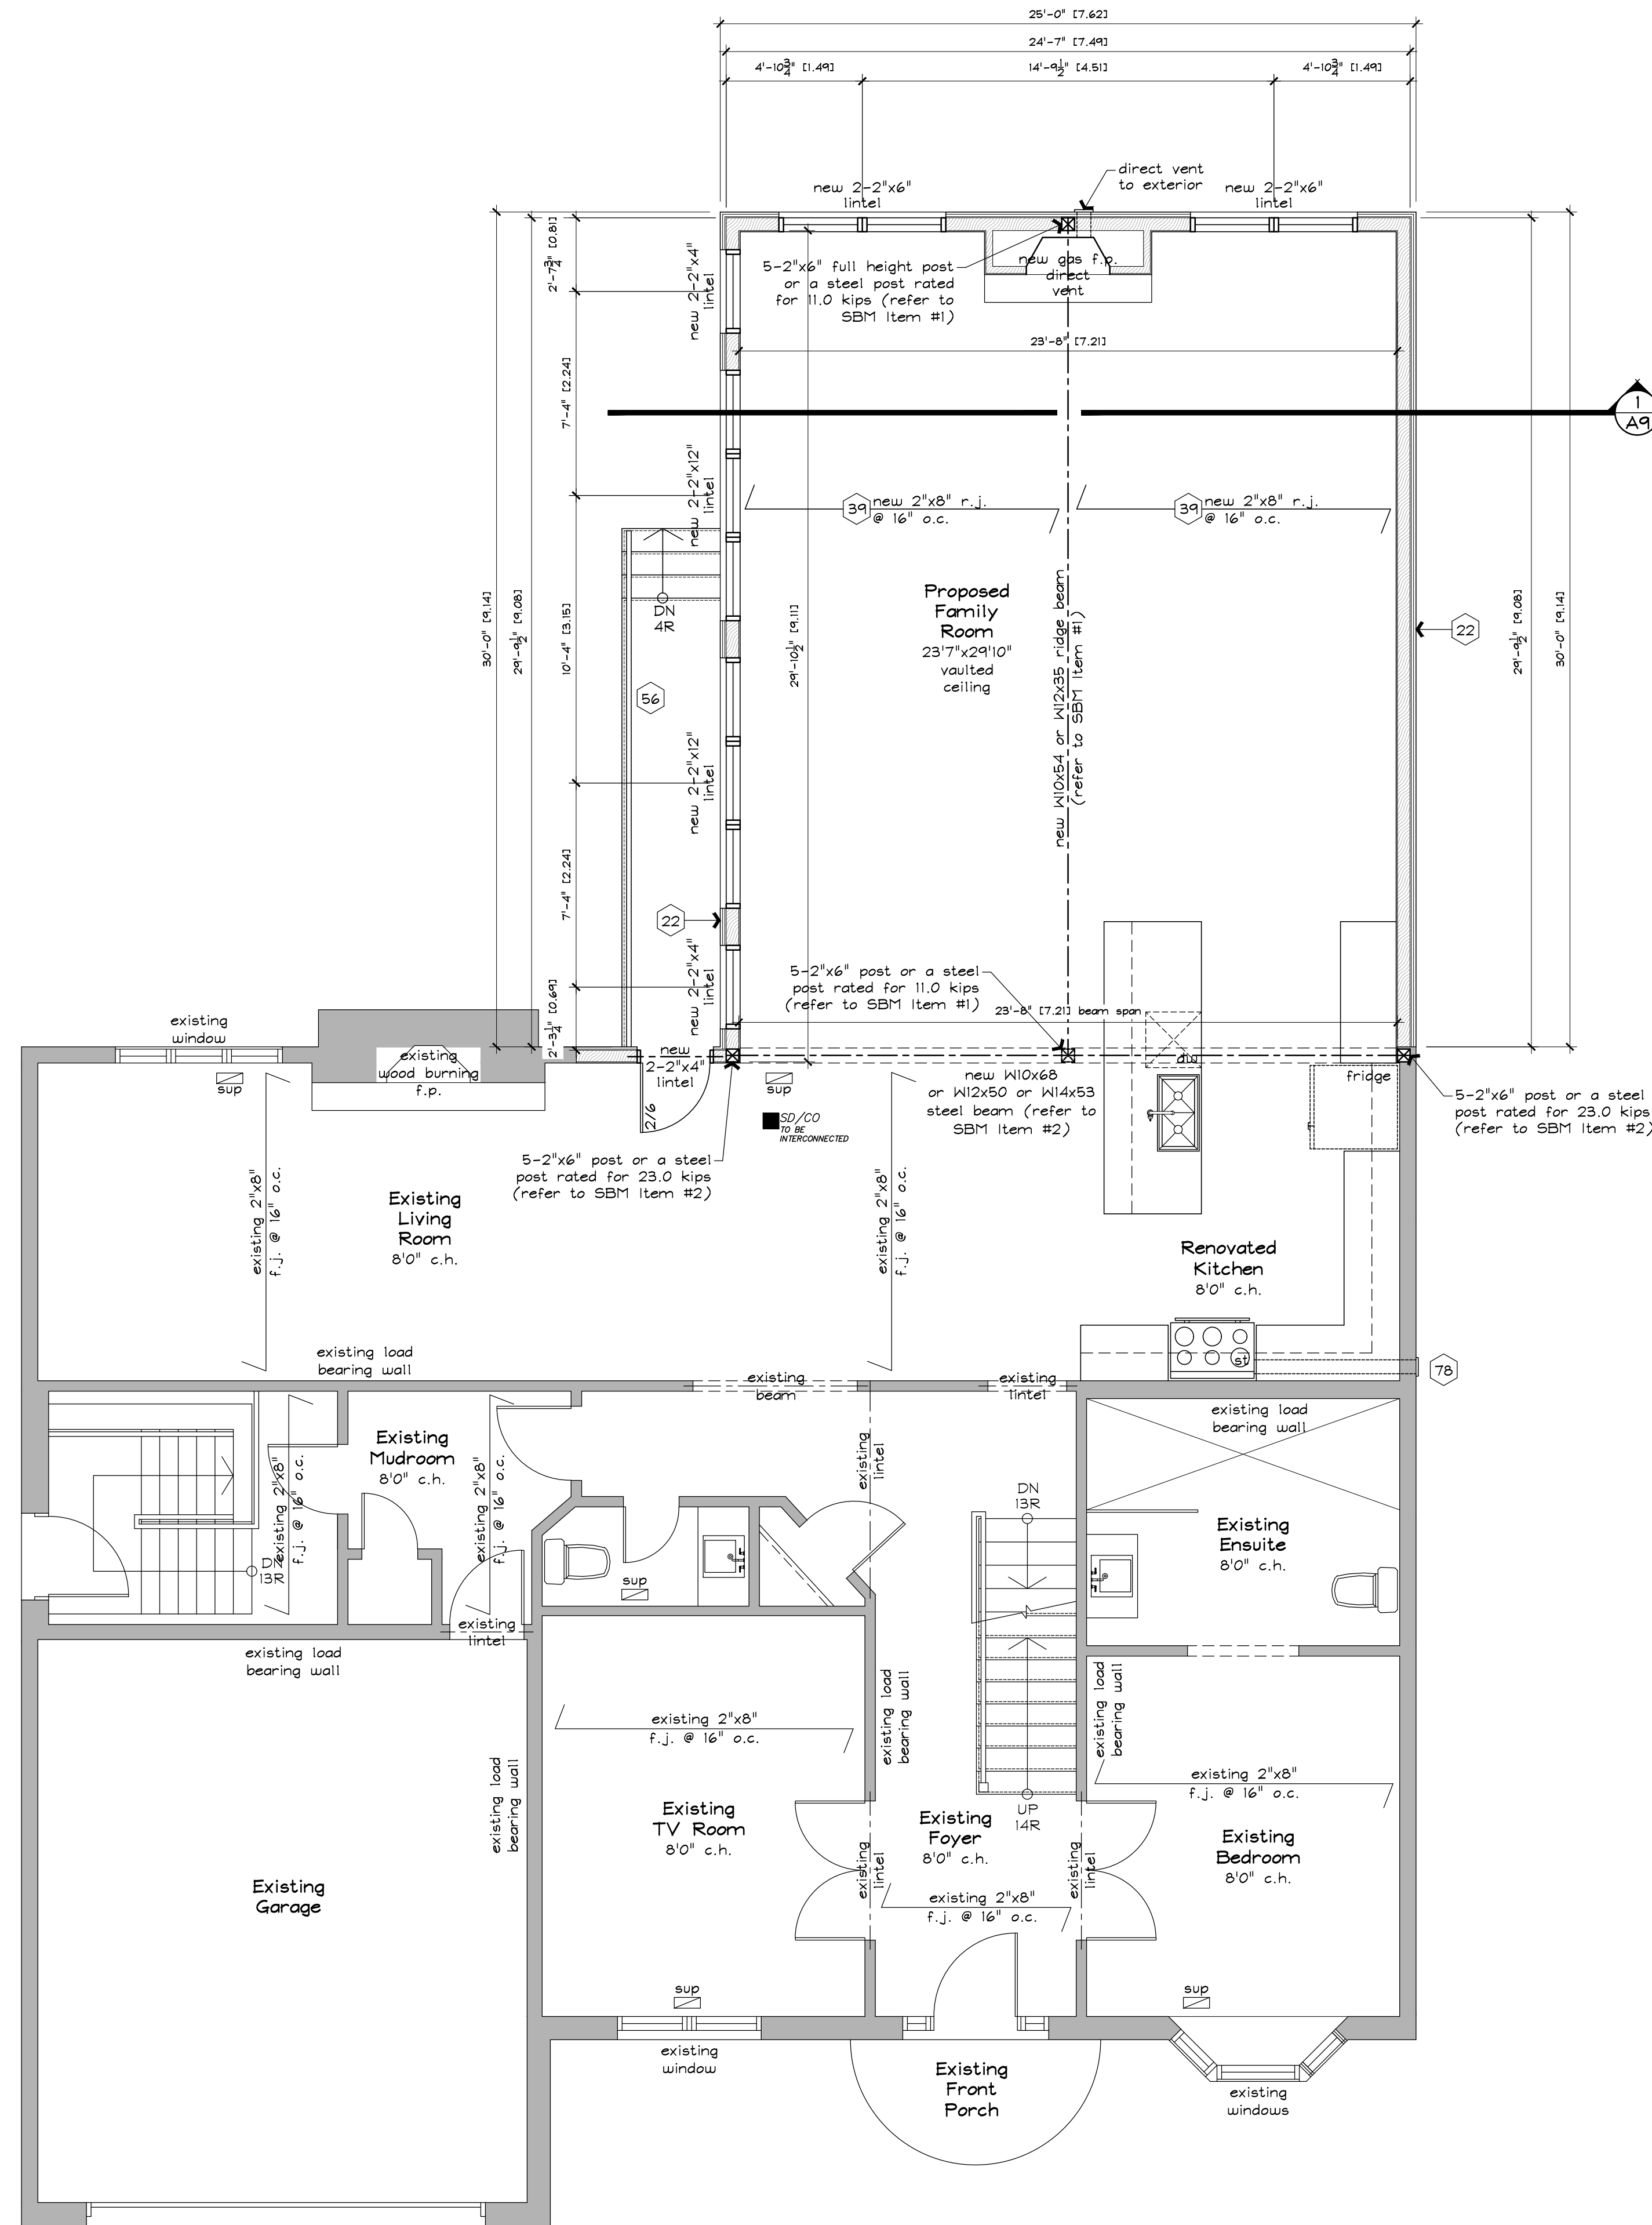 25'-0" [7.62]
24'-7" [7.49]
4'-10¾" [1.49]
14'-9½" [4.51]
4'-10¾" [1.49]
direct vent
to exterior
new 2-2"x6"
lintel
new 2-2"x6"
lintel
2'-7¾" [0.81]
7'-4" [2.24]
10'-4" [3.15]
7'-4" [2.24]
2'-3¼" [0.69]
30'-0" [9.14]
29'-9½" [9.08]
new 2-2"x4"
lintel
new 2-2"x12"
lintel
new 2-2"x12"
lintel
new 2-2"x4"
lintel
5-2"x6" full height post
or a steel post rated
for 11.0 kips (refer to
SBM Item #1)
new gas f.p.
direct
vent
23'-8" [7.21]
1
A9
39
new 2"x8" r.j.
@ 16" o.c.
39
new 2"x8" r.j.
@ 16" o.c.
DN
4R
56
29'-10½" [9.11]
Proposed
Family
Room
23'7"x29'10"
vaulted
ceiling
new W10x54 or W12x35 ridge beam
(refer to SBM Item #1)
22
29'-9½" [9.08]
30'-0" [9.14]
22
5-2"x6" post or a steel
post rated for 11.0 kips
(refer to SBM Item #1)
23'-8" [7.21] beam span
dw
existing
window
existing
wood burning
f.p.
new
2-2"x4"
lintel
2/6
sup
sup
SD/CO
TO BE
INTERCONNECTED
new W10x68
or W12x50 or W14x53
steel beam (refer to
SBM Item #2)
fridge
5-2"x6" post or a steel
post rated for 23.0 kips
(refer to SBM Item #2)
5-2"x6" post or a steel
post rated for 23.0 kips
(refer to SBM Item #2)
existing 2"x8"
f.j. @ 16" o.c.
Existing
Living
Room
8'0" c.h.
existing 2"x8"
f.j. @ 16" o.c.
Renovated
Kitchen
8'0" c.h.
st
78
existing load
bearing wall
existing
beam
existing
lintel
existing load
bearing wall
existing 2"x8"
f.j. @ 16" o.c.
DN
13R
Existing
Mudroom
8'0" c.h.
existing 2"x8"
f.j. @ 16" o.c.
existing
lintel
DN
13R
Existing
Ensuite
8'0" c.h.
sup
existing
lintel
existing load
bearing wall
existing load
bearing wall
existing load
bearing wall
existing load
bearing wall
existing 2"x8"
f.j. @ 16" o.c.
existing 2"x8"
f.j. @ 16" o.c.
Existing
TV Room
8'0" c.h.
UP
14R
Existing
Foyer
8'0" c.h.
existing
lintel
existing
lintel
Existing
Bedroom
8'0" c.h.
Existing
Garage
existing 2"x8"
f.j. @ 16" o.c.
sup
sup
existing
window
Existing
Front
Porch
existing
windows